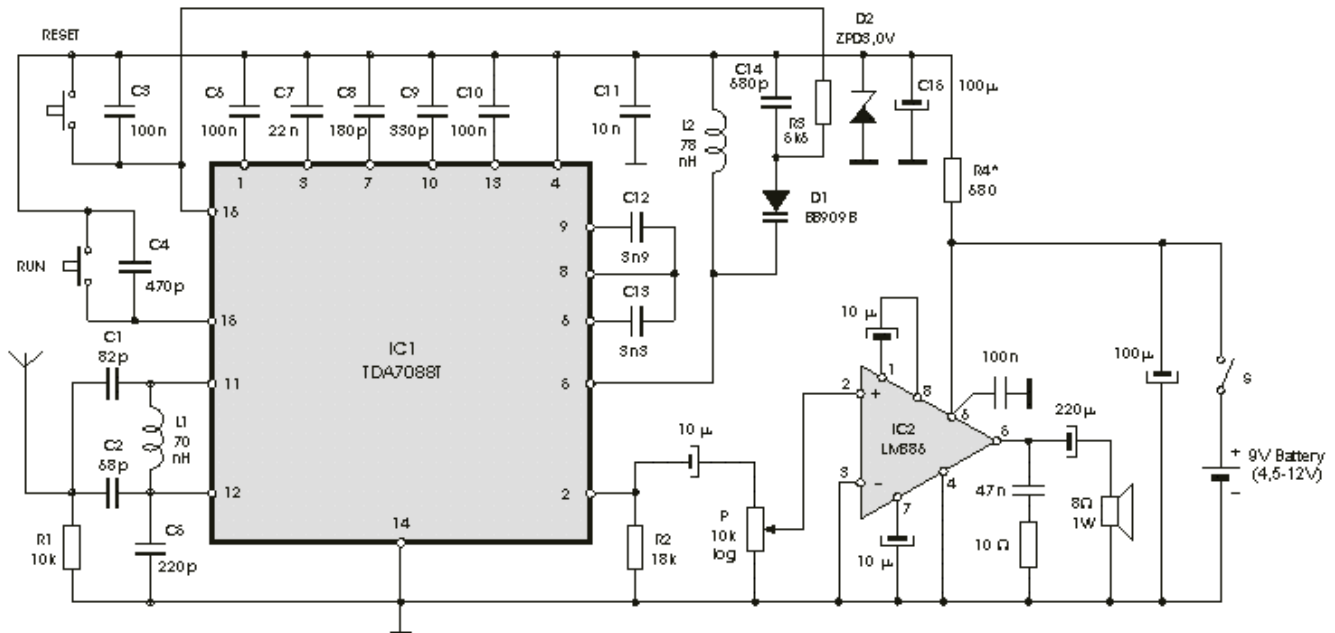 RESET
D2
ZPD3,0V
C3
100n
C6
100n
C7
22n
C8
180p
C9
330p
C10
100n
C11
10n
L2
78
nH
C14
680p
R3
5k6
C15
100µ
R4*
680
D1
BB909B
1
3
7
10
13
4
16
9
C12
3n9
RUN
C4
470p
8
C13
3n3
6
15
IC1
TDA7088T
C1
82p
11
5
L1
70
nH
C2
68p
12
2
14
R1
10k
C5
220p
10 µ
R2
18k
P
10k
log
10 µ
1
8
2
+
IC2
LM386
6
100n
5
3
–
4
7
10 µ
47n
10 Ω
220µ
8Ω
1W
100µ
S
+
9V Battery
(4,5-12V)
–